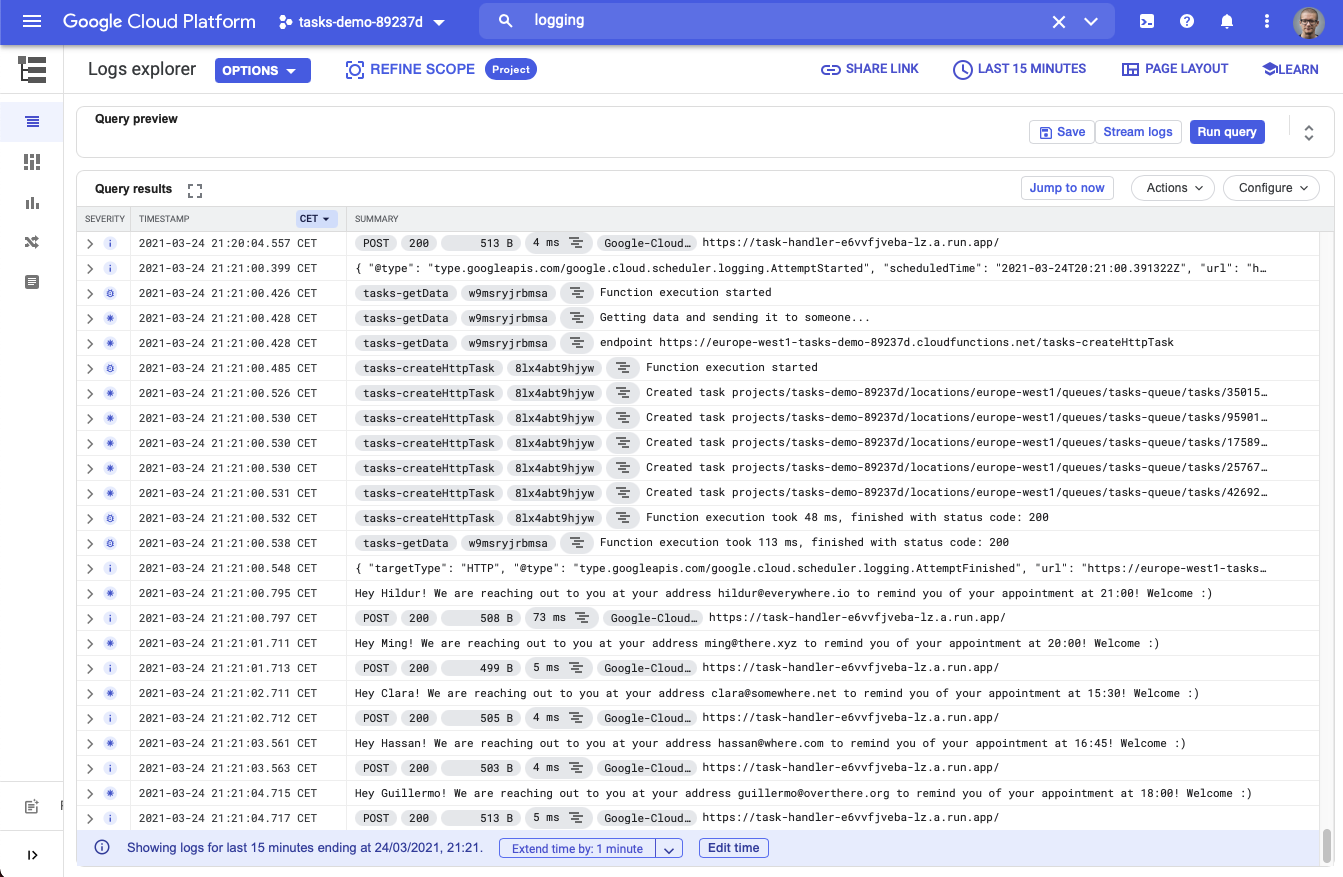 Google Cloud Platform tasks-demo-89237d logging
Logs explorer OPTIONS REFINE SCOPE Project SHARE LINK LAST 15 MINUTES PAGE LAYOUT LEARN
Query preview
Save Stream logs Run query
Query results Jump to now Actions Configure
SEVERITY TIMESTAMP CET SUMMARY
2021-03-24 21:20:04.557 CET POST 200 513 B 4 ms Google-Cloud… https://task-handler-e6vvfjveba-lz.a.run.app/
2021-03-24 21:21:00.399 CET { "@type": "type.googleapis.com/google.cloud.scheduler.logging.AttemptStarted", "scheduledTime": "2021-03-24T20:21:00.391322Z", "url": "h…
2021-03-24 21:21:00.426 CET tasks-getData w9msryjrbmsa Function execution started
2021-03-24 21:21:00.428 CET tasks-getData w9msryjrbmsa Getting data and sending it to someone...
2021-03-24 21:21:00.428 CET tasks-getData w9msryjrbmsa endpoint https://europe-west1-tasks-demo-89237d.cloudfunctions.net/tasks-createHttpTask
2021-03-24 21:21:00.485 CET tasks-createHttpTask 8lx4abt9hjyw Function execution started
2021-03-24 21:21:00.526 CET tasks-createHttpTask 8lx4abt9hjyw Created task projects/tasks-demo-89237d/locations/europe-west1/queues/tasks-queue/tasks/35015…
2021-03-24 21:21:00.530 CET tasks-createHttpTask 8lx4abt9hjyw Created task projects/tasks-demo-89237d/locations/europe-west1/queues/tasks-queue/tasks/95901…
2021-03-24 21:21:00.530 CET tasks-createHttpTask 8lx4abt9hjyw Created task projects/tasks-demo-89237d/locations/europe-west1/queues/tasks-queue/tasks/17589…
2021-03-24 21:21:00.530 CET tasks-createHttpTask 8lx4abt9hjyw Created task projects/tasks-demo-89237d/locations/europe-west1/queues/tasks-queue/tasks/25767…
2021-03-24 21:21:00.531 CET tasks-createHttpTask 8lx4abt9hjyw Created task projects/tasks-demo-89237d/locations/europe-west1/queues/tasks-queue/tasks/42692…
2021-03-24 21:21:00.532 CET tasks-createHttpTask 8lx4abt9hjyw Function execution took 48 ms, finished with status code: 200
2021-03-24 21:21:00.538 CET tasks-getData w9msryjrbmsa Function execution took 113 ms, finished with status code: 200
2021-03-24 21:21:00.548 CET { "targetType": "HTTP", "@type": "type.googleapis.com/google.cloud.scheduler.logging.AttemptFinished", "url": "https://europe-west1-tasks…
2021-03-24 21:21:00.795 CET Hey Hildur! We are reaching out to you at your address hildur@everywhere.io to remind you of your appointment at 21:00! Welcome :)
2021-03-24 21:21:00.797 CET POST 200 508 B 73 ms Google-Cloud… https://task-handler-e6vvfjveba-lz.a.run.app/
2021-03-24 21:21:01.711 CET Hey Ming! We are reaching out to you at your address ming@there.xyz to remind you of your appointment at 20:00! Welcome :)
2021-03-24 21:21:01.713 CET POST 200 499 B 5 ms Google-Cloud… https://task-handler-e6vvfjveba-lz.a.run.app/
2021-03-24 21:21:02.711 CET Hey Clara! We are reaching out to you at your address clara@somewhere.net to remind you of your appointment at 15:30! Welcome :)
2021-03-24 21:21:02.712 CET POST 200 505 B 4 ms Google-Cloud… https://task-handler-e6vvfjveba-lz.a.run.app/
2021-03-24 21:21:03.561 CET Hey Hassan! We are reaching out to you at your address hassan@where.com to remind you of your appointment at 16:45! Welcome :)
2021-03-24 21:21:03.563 CET POST 200 503 B 4 ms Google-Cloud… https://task-handler-e6vvfjveba-lz.a.run.app/
2021-03-24 21:21:04.715 CET Hey Guillermo! We are reaching out to you at your address guillermo@overthere.org to remind you of your appointment at 18:00! Welcome :)
2021-03-24 21:21:04.717 CET POST 200 513 B 5 ms Google-Cloud… https://task-handler-e6vvfjveba-lz.a.run.app/
Showing logs for last 15 minutes ending at 24/03/2021, 21:21. Extend time by: 1 minute Edit time